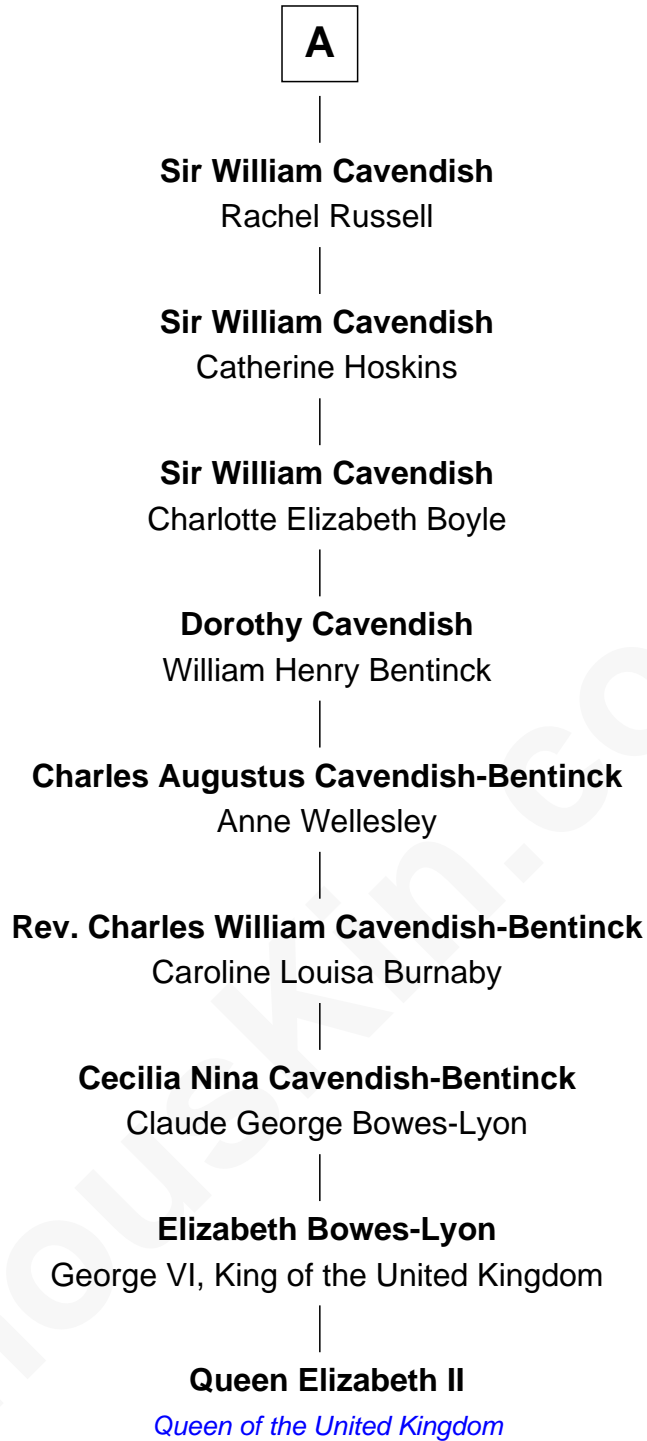 A
Sir William Cavendish
Rachel Russell
Sir William Cavendish
Catherine Hoskins
Sir William Cavendish
Charlotte Elizabeth Boyle
Dorothy Cavendish
William Henry Bentinck
Charles Augustus Cavendish-Bentinck
Anne Wellesley
Rev. Charles William Cavendish-Bentinck
Caroline Louisa Burnaby
Cecilia Nina Cavendish-Bentinck
Claude George Bowes-Lyon
Elizabeth Bowes-Lyon
George VI, King of the United Kingdom
Queen Elizabeth II
Queen of the United Kingdom